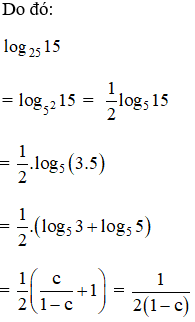 Do đó:
log₂₅ 15
= log₅² 15 = 1/2 log₅ 15
= 1/2 . log₅ (3.5)
= 1/2 . (log₅ 3 + log₅ 5)
= 1/2 (c/(1−c) + 1) = 1/(2(1−c))